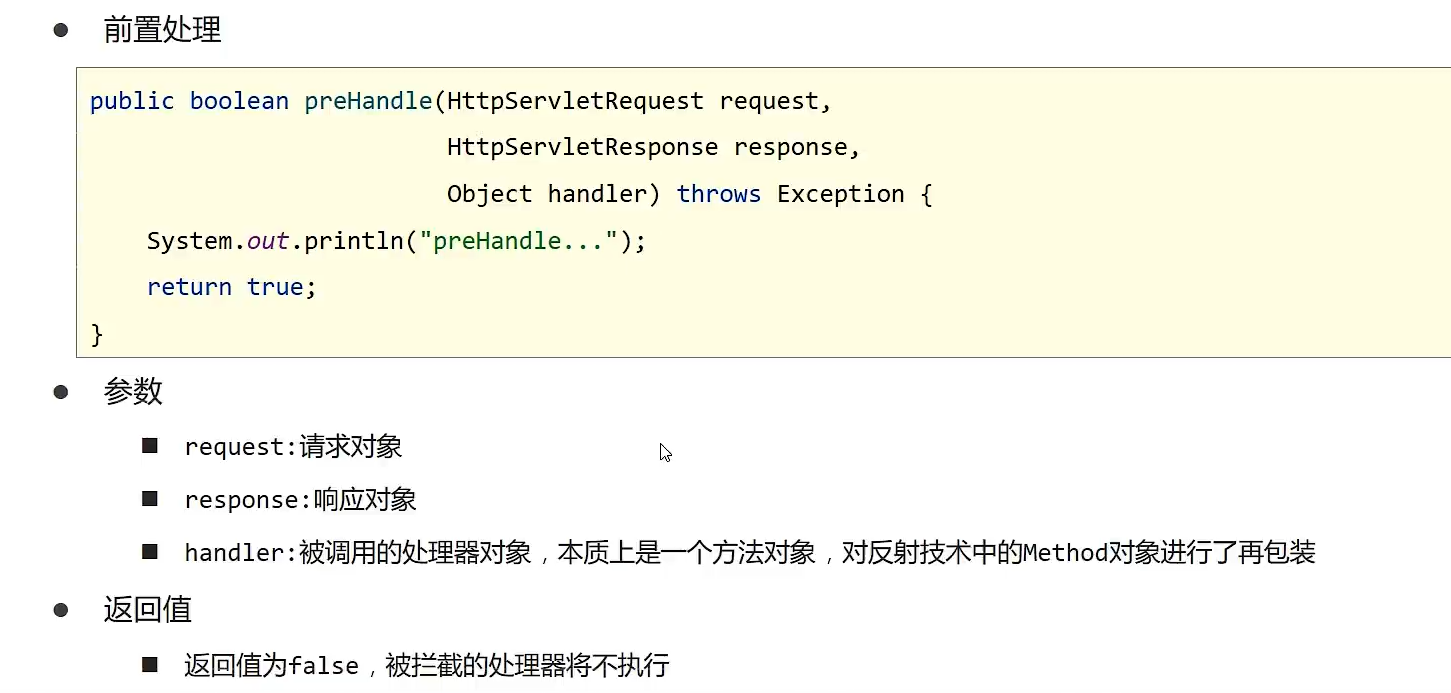 前置处理
public boolean preHandle(HttpServletRequest request,
HttpServletResponse response,
Object handler) throws Exception {
System.out.println("preHandle...");
return true;
}
参数
request:请求对象
response:响应对象
handler:被调用的处理器对象，本质上是一个方法对象，对反射技术中的Method对象进行了再包装
返回值
返回值为false，被拦截的处理器将不执行